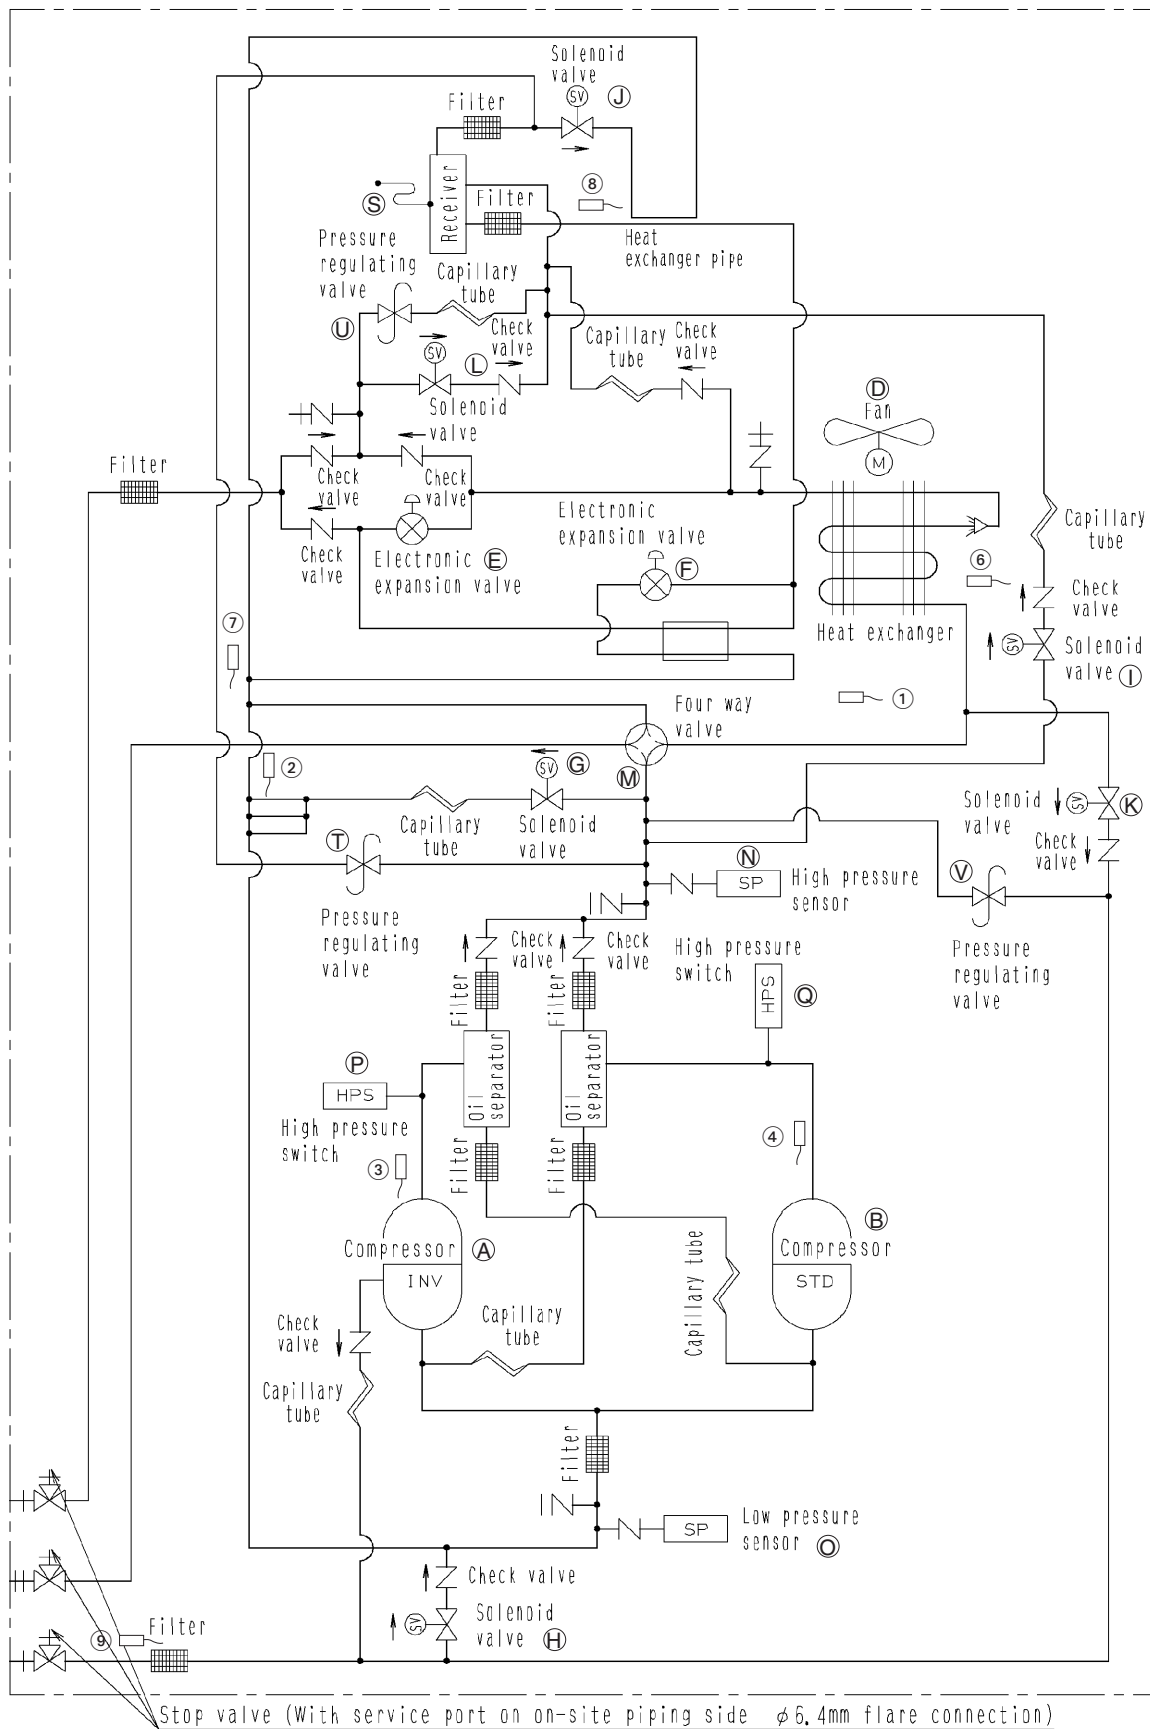 Solenoid
valve
SV
J
Filter
Receiver
S
Filter
8
Heat
exchanger pipe
Pressure
regulating
valve
Capillary
tube
U
Check
valve
SV
L
Solenoid
valve
Capillary
tube
Check
valve
D
Fan
M
Filter
Check
valve
Check
valve
Check
valve
Electronic
expansion valve
E
Electronic
expansion valve
F
Capillary
tube
6
Check
valve
Heat exchanger
SV
Solenoid
valve
I
7
1
Four way
valve
M
2
SV
G
Capillary
tube
Solenoid
valve
Solenoid
valve
SV
K
Check
valve
T
Pressure
regulating
valve
N
SP
High pressure
sensor
V
Pressure
regulating
valve
Check
valve
Check
valve
High pressure
switch
HPS
Q
Filter
Filter
Oil
separator
Oil
separator
P
HPS
High pressure
switch
Filter
Filter
3
4
Compressor
A
INV
B
Compressor
STD
Check
valve
Capillary
tube
Capillary tube
Capillary
tube
Filter
SP
Low pressure
sensor
O
Check valve
SV
Solenoid
valve
H
9
Filter
Stop valve (With service port on on-site piping side ϕ6.4mm flare connection)